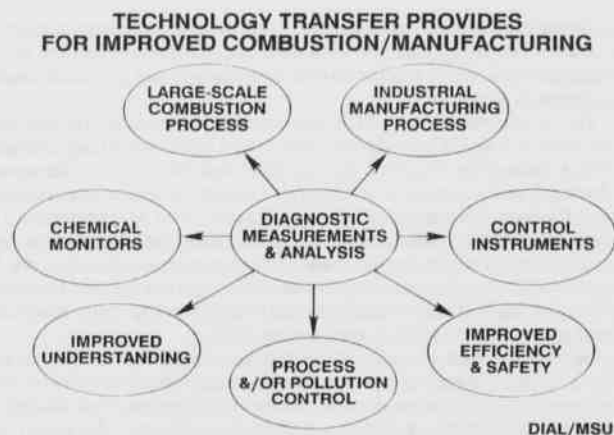 TECHNOLOGY TRANSFER PROVIDES
FOR IMPROVED COMBUSTION/MANUFACTURING
LARGE-SCALE
COMBUSTION
PROCESS
INDUSTRIAL
MANUFACTURING
PROCESS
CHEMICAL
MONITORS
DIAGNOSTIC
MEASUREMENTS
& ANALYSIS
CONTROL
INSTRUMENTS
IMPROVED
UNDERSTANDING
PROCESS
&/OR POLLUTION
CONTROL
IMPROVED
EFFICIENCY
& SAFETY
DIAL/MSU